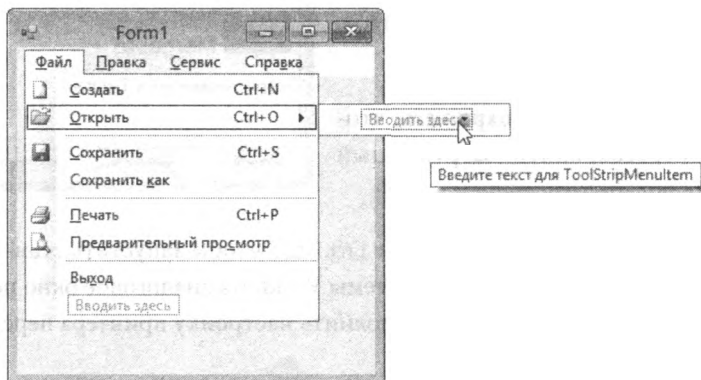 Form1
Файл Правка Сервис Справка
Создать Ctrl+N
Открыть Ctrl+O Вводить здесь
Сохранить Ctrl+S
Введите текст для ToolStripMenuItem
Сохранить как
Печать Ctrl+P
Предварительный просмотр
Выход
Вводить здесь